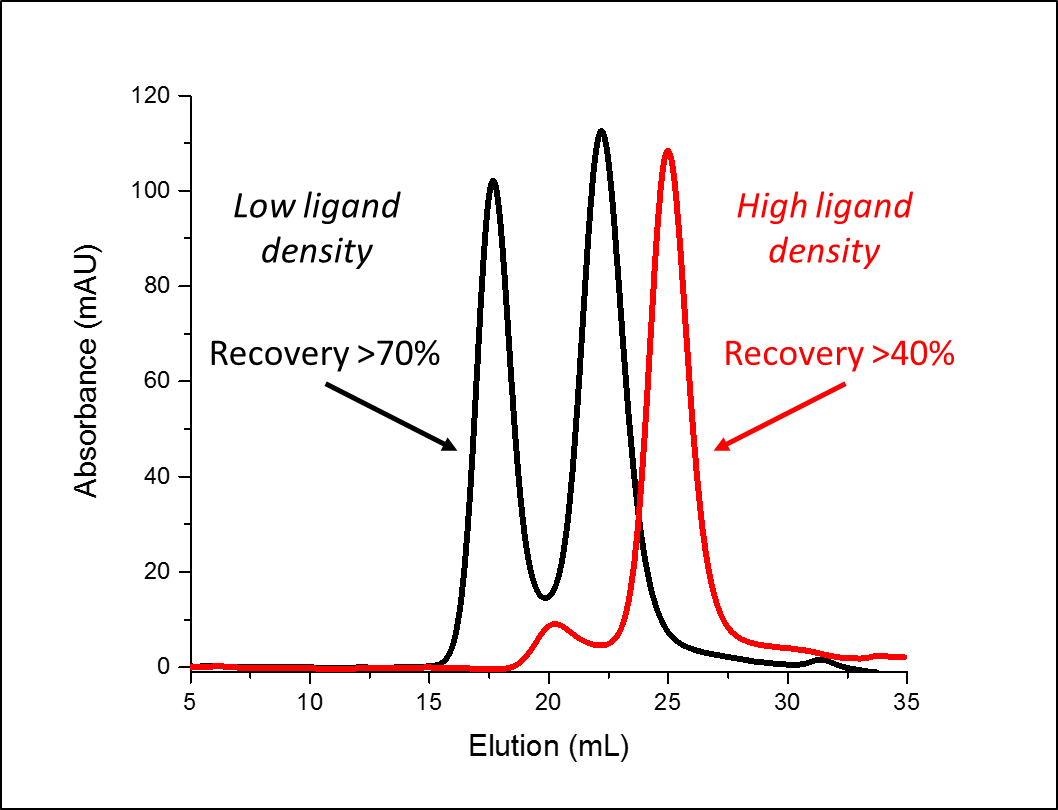 120
100
80
60
40
20
0
Absorbance (mAU)
Low ligand
density
Recovery >70%
High ligand
density
Recovery >40%
5 10 15 20 25 30 35
Elution (mL)